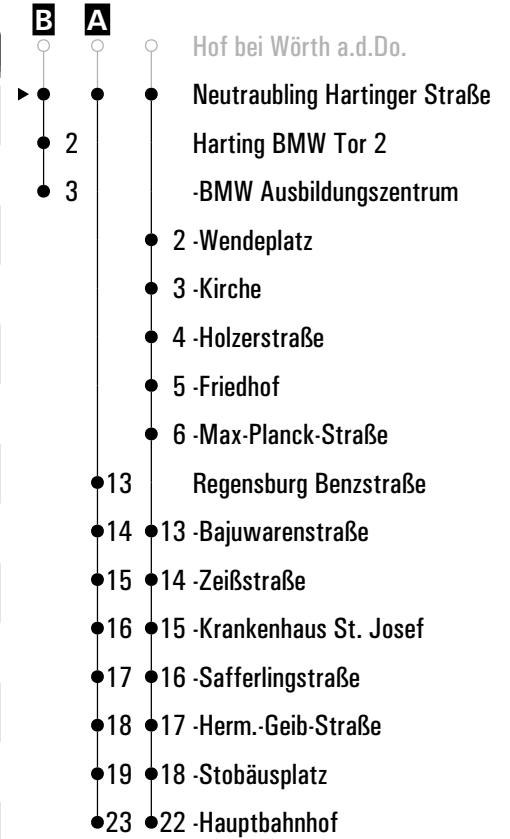 B A
Hof bei Wörth a.d.Do.
Neutraubling Hartinger Straße
2 Harting BMW Tor 2
3 -BMW Ausbildungszentrum
2 -Wendeplatz
3 -Kirche
4 -Holzerstraße
5 -Friedhof
6 -Max-Planck-Straße
13 Regensburg Benzstraße
14 13 -Bajuwarenstraße
15 14 -Zeißstraße
16 15 -Krankenhaus St. Josef
17 16 -Safferlingstraße
18 17 -Herm.-Geib-Straße
19 18 -Stobäusplatz
23 22 -Hauptbahnhof